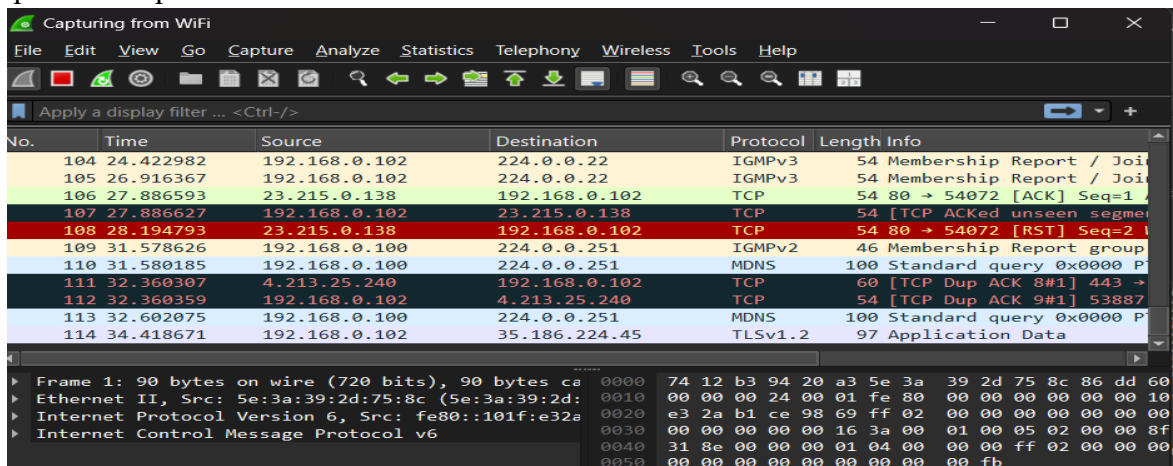 Capturing from WiFi
File Edit View Go Capture Analyze Statistics Telephony Wireless Tools Help
Apply a display filter ... <Ctrl-/>
No. Time Source Destination Protocol Length Info
104 24.422982 192.168.0.102 224.0.0.22 IGMPv3 54 Membership Report / Joi
105 26.916367 192.168.0.102 224.0.0.22 IGMPv3 54 Membership Report / Joi
106 27.886593 23.215.0.138 192.168.0.102 TCP 54 80 → 54072 [ACK] Seq=1
107 27.886627 192.168.0.102 23.215.0.138 TCP 54 [TCP ACKed unseen segme
108 28.194793 23.215.0.138 192.168.0.102 TCP 54 80 → 54072 [RST] Seq=2
109 31.578626 192.168.0.100 224.0.0.251 IGMPv2 46 Membership Report group
110 31.580185 192.168.0.100 224.0.0.251 MDNS 100 Standard query 0x0000
111 32.360307 4.213.25.240 192.168.0.102 TCP 60 [TCP Dup ACK 8#1] 443 →
112 32.360359 192.168.0.102 4.213.25.240 TCP 54 [TCP Dup ACK 9#1] 53887
113 32.602075 192.168.0.100 224.0.0.251 MDNS 100 Standard query 0x0000
114 34.418671 192.168.0.102 35.186.224.45 TLSv1.2 97 Application Data
Frame 1: 90 bytes on wire (720 bits), 90 bytes ca
Ethernet II, Src: 5e:3a:39:2d:75:8c (5e:3a:39:2d:
Internet Protocol Version 6, Src: fe80::101f:e32a
Internet Control Message Protocol v6
0000 74 12 b3 94 20 a3 5e 3a 39 2d 75 8c 86 dd 60
0010 00 00 00 24 00 01 fe 80 00 00 00 00 00 00 10
0020 e3 2a b1 ce 98 69 ff 02 00 00 00 00 00 00 00
0030 00 00 00 00 00 16 3a 00 01 00 05 02 00 00 8f
0040 31 8e 00 00 00 01 04 00 00 00 ff 02 00 00 00
0050 00 00 00 00 00 00 00 00 00 fb